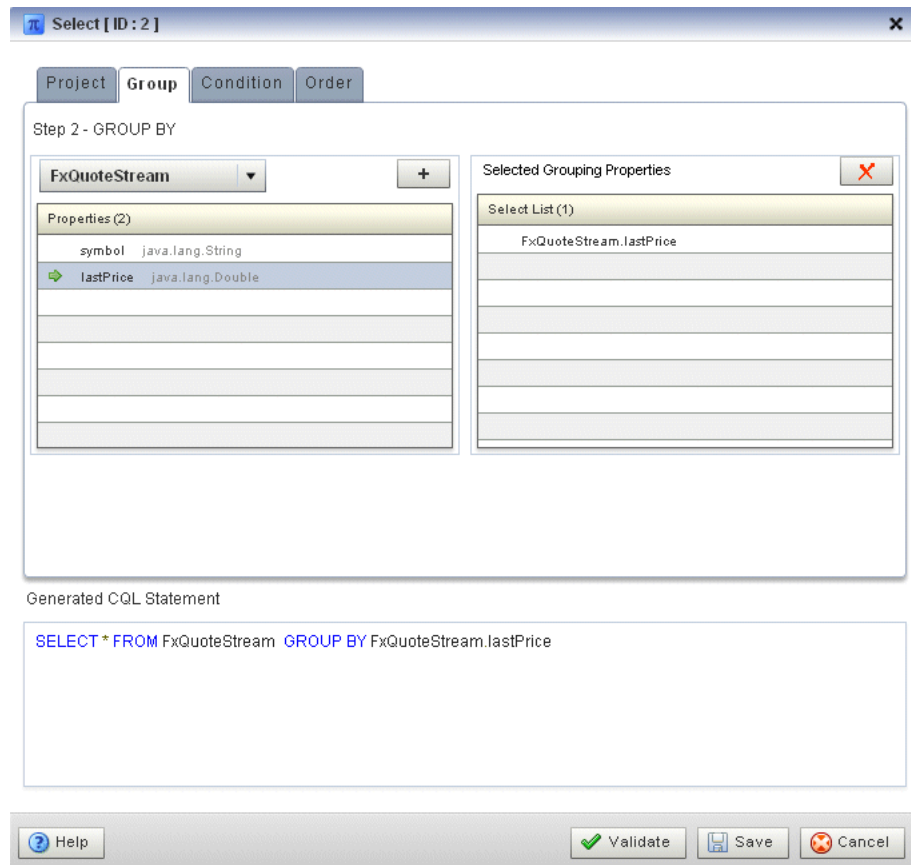 π Select [ ID : 2 ]
Project Group Condition Order
Step 2 - GROUP BY
FxQuoteStream +
Properties (2)
symbol java.lang.String
lastPrice java.lang.Double
Selected Grouping Properties
Select List (1)
FxQuoteStream.lastPrice
Generated CQL Statement
SELECT * FROM FxQuoteStream GROUP BY FxQuoteStream.lastPrice
? Help Validate Save Cancel